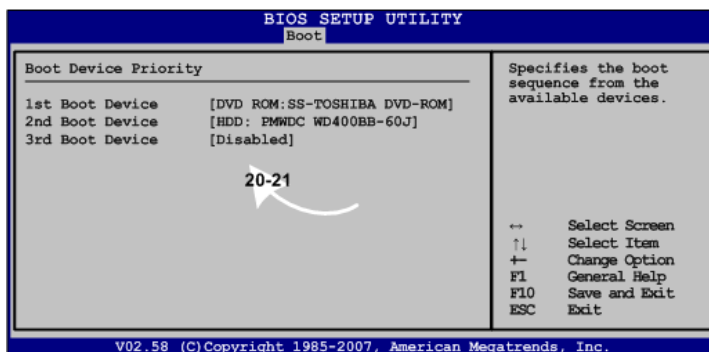 BIOS SETUP UTILITY
Boot
Boot Device Priority
1st Boot Device [DVD ROM:SS-TOSHIBA DVD-ROM]
2nd Boot Device [HDD: PMWDC WD400BB-60J]
3rd Boot Device [Disabled]
20-21
Specifies the boot
sequence from the
available devices.
↔ Select Screen
↑↓ Select Item
+- Change Option
F1 General Help
F10 Save and Exit
ESC Exit
V02.58 (C)Copyright 1985-2007, American Megatrends, Inc.